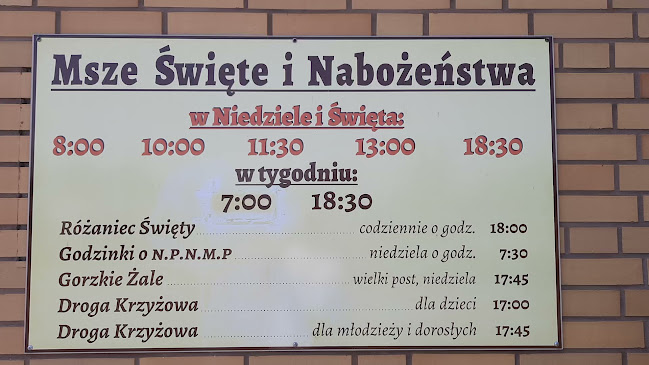 Msze Święte i Nabożeństwa
w Niedziele i Święta:
8:00 10:00 11:30 13:00 18:30
w tygodniu:
7:00 18:30
Różaniec Święty codziennie o godz. 18:00
Godzinki o N.P.N.M.P niedziela o godz. 7:30
Gorzkie Żale wielki post, niedziela 17:45
Droga Krzyżowa dla dzieci 17:00
Droga Krzyżowa dla młodzieży i dorosłych 17:45